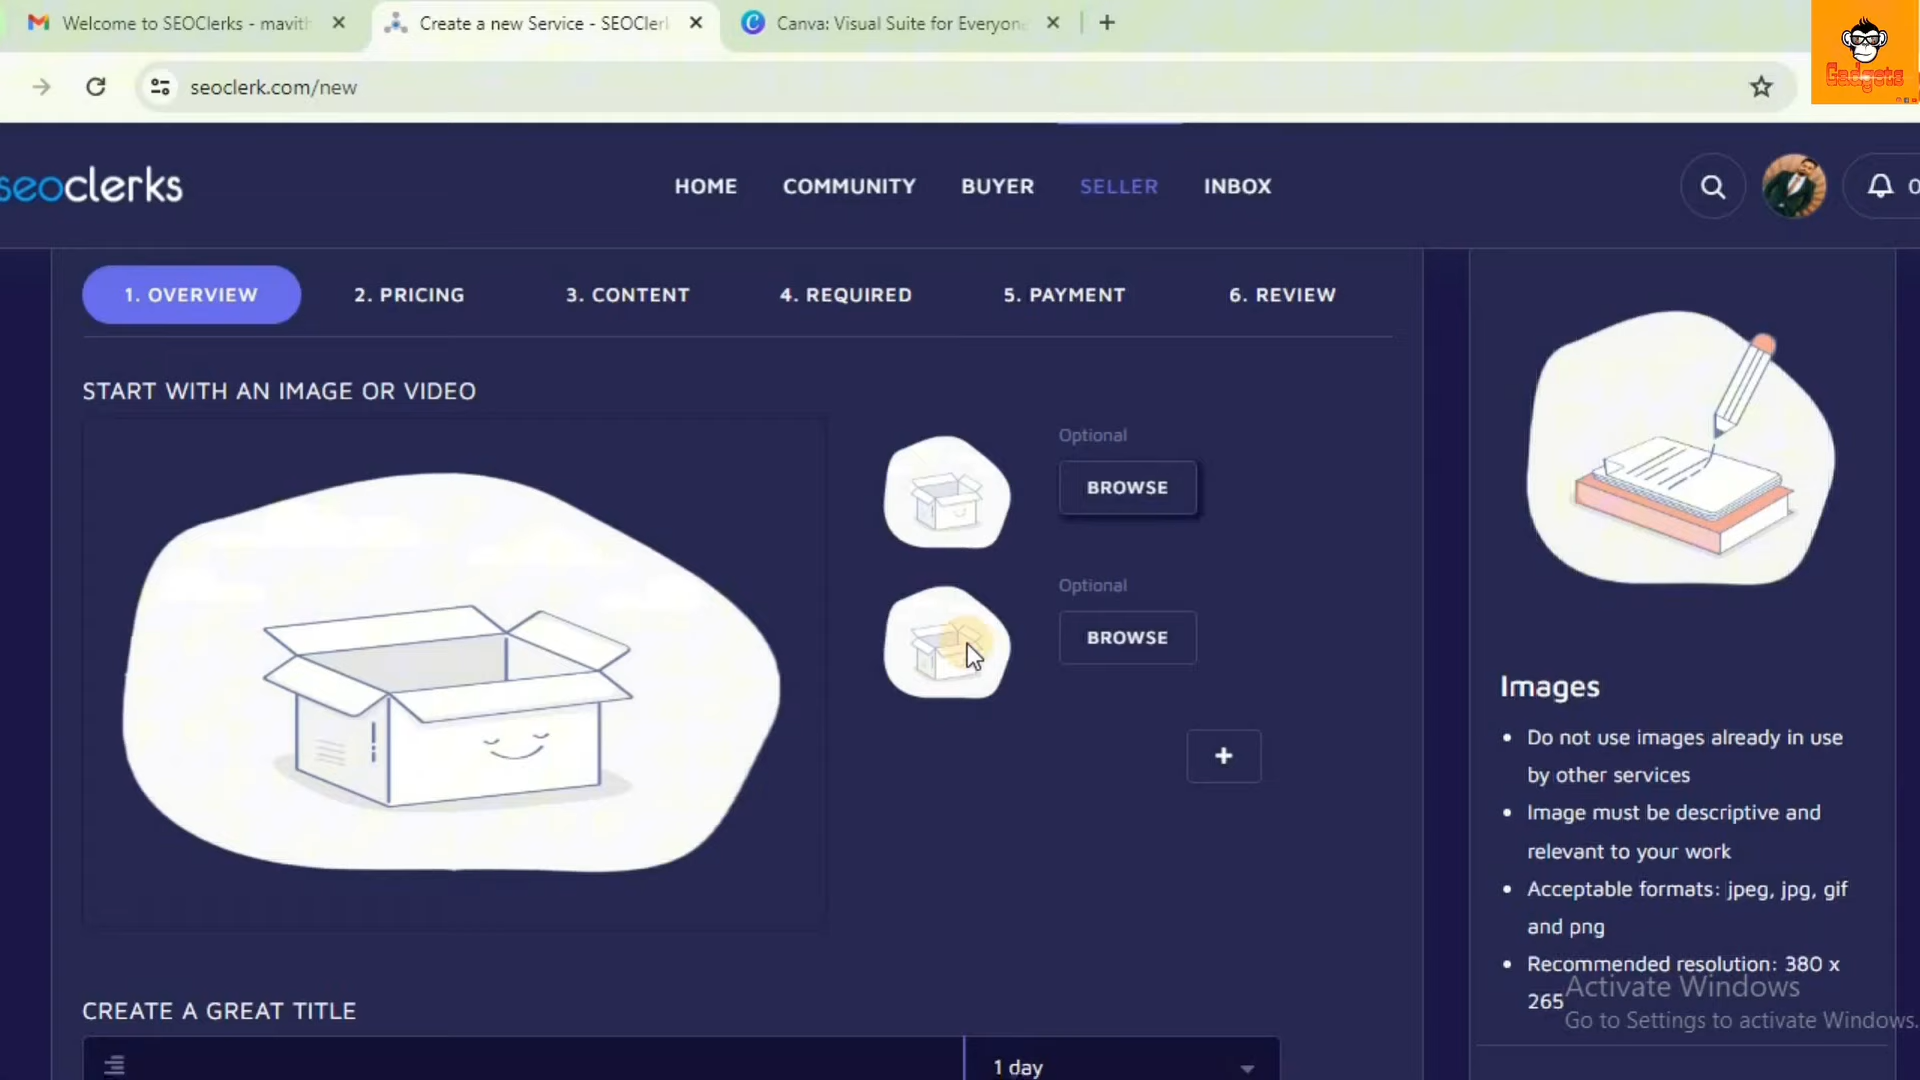 Welcome to SEOClerks - mavith
Create a new Service - SEOCler
Canva: Visual Suite for Everyon
Gadgets
seoclerk.com/new
seoclerks
HOME
COMMUNITY
BUYER
SELLER
INBOX
0
1. OVERVIEW
2. PRICING
3. CONTENT
4. REQUIRED
5. PAYMENT
6. REVIEW
START WITH AN IMAGE OR VIDEO
Optional
BROWSE
Optional
BROWSE
+
Images
• Do not use images already in use
by other services
• Image must be descriptive and
relevant to your work
• Acceptable formats: jpeg, jpg, gif
and png
• Recommended resolution: 380 x
265
Activate Windows
Go to Settings to activate Windows.
CREATE A GREAT TITLE
1 day